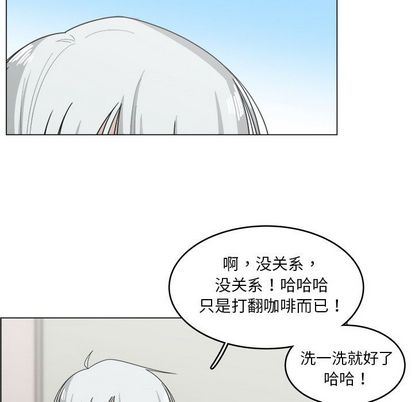 啊，没关系，
没关系！哈哈哈
只是打翻咖啡而已！
洗一洗就好了
哈哈！